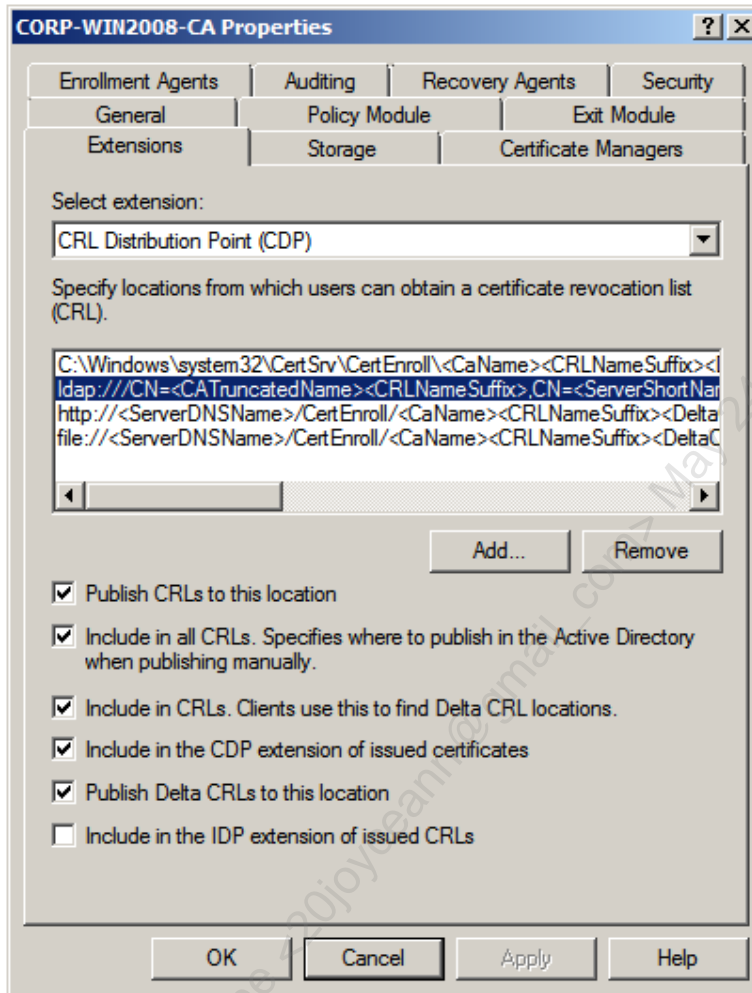 CORP-WIN2008-CA Properties
Enrollment Agents Auditing Recovery Agents Security
General Policy Module Exit Module
Extensions Storage Certificate Managers
Select extension:
CRL Distribution Point (CDP)
Specify locations from which users can obtain a certificate revocation list
(CRL).
C:\Windows\system32\CertSrv\CertEnroll\<CaName><CRLNameSuffix><
ldap:///CN=<CATruncatedName><CRLNameSuffix>,CN=<ServerShortNar
http://<ServerDNSName>/CertEnroll/<CaName><CRLNameSuffix><Delta
file://<ServerDNSName>/CertEnroll/<CaName><CRLNameSuffix><DeltaC
Add... Remove
Publish CRLs to this location
Include in all CRLs. Specifies where to publish in the Active Directory
when publishing manually.
Include in CRLs. Clients use this to find Delta CRL locations.
Include in the CDP extension of issued certificates
Publish Delta CRLs to this location
Include in the IDP extension of issued CRLs
OK Cancel Apply Help
<20joyceann@gmail_com> May 24